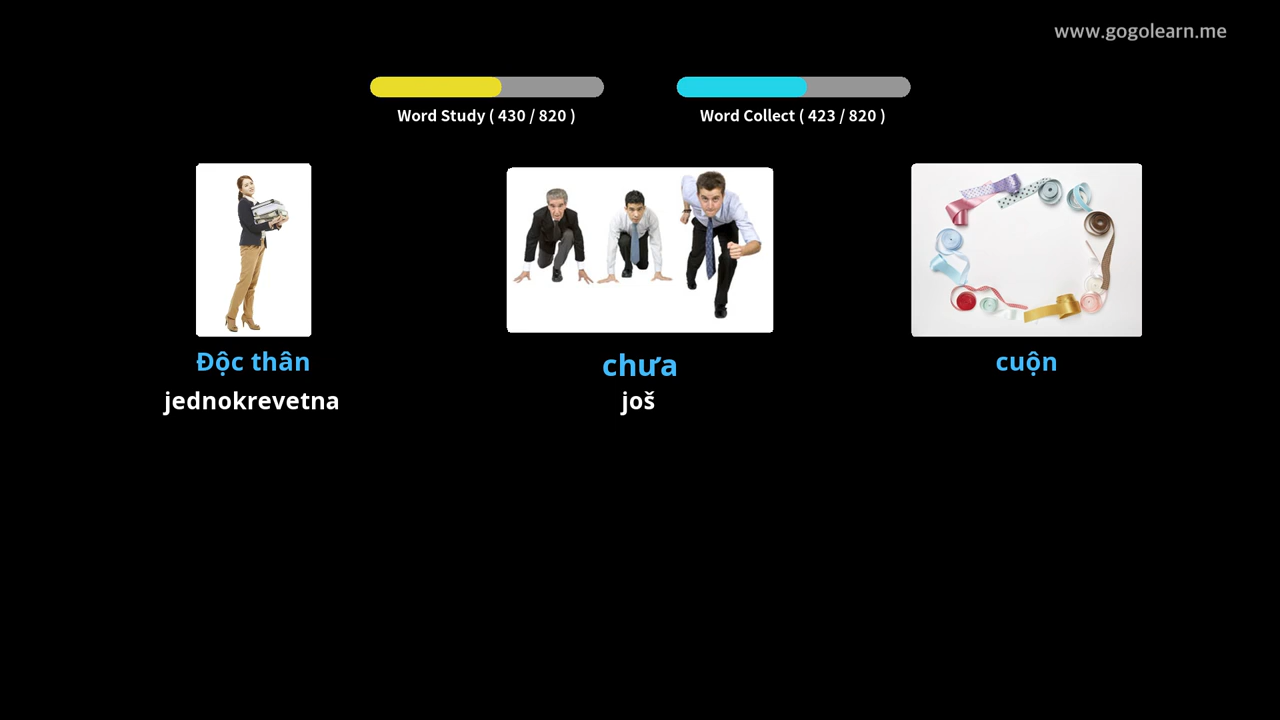 www.gogolearn.me
Word Study ( 430 / 820 )
Word Collect ( 423 / 820 )
Độc thân
chưa
cuộn
jednokrevetna
još